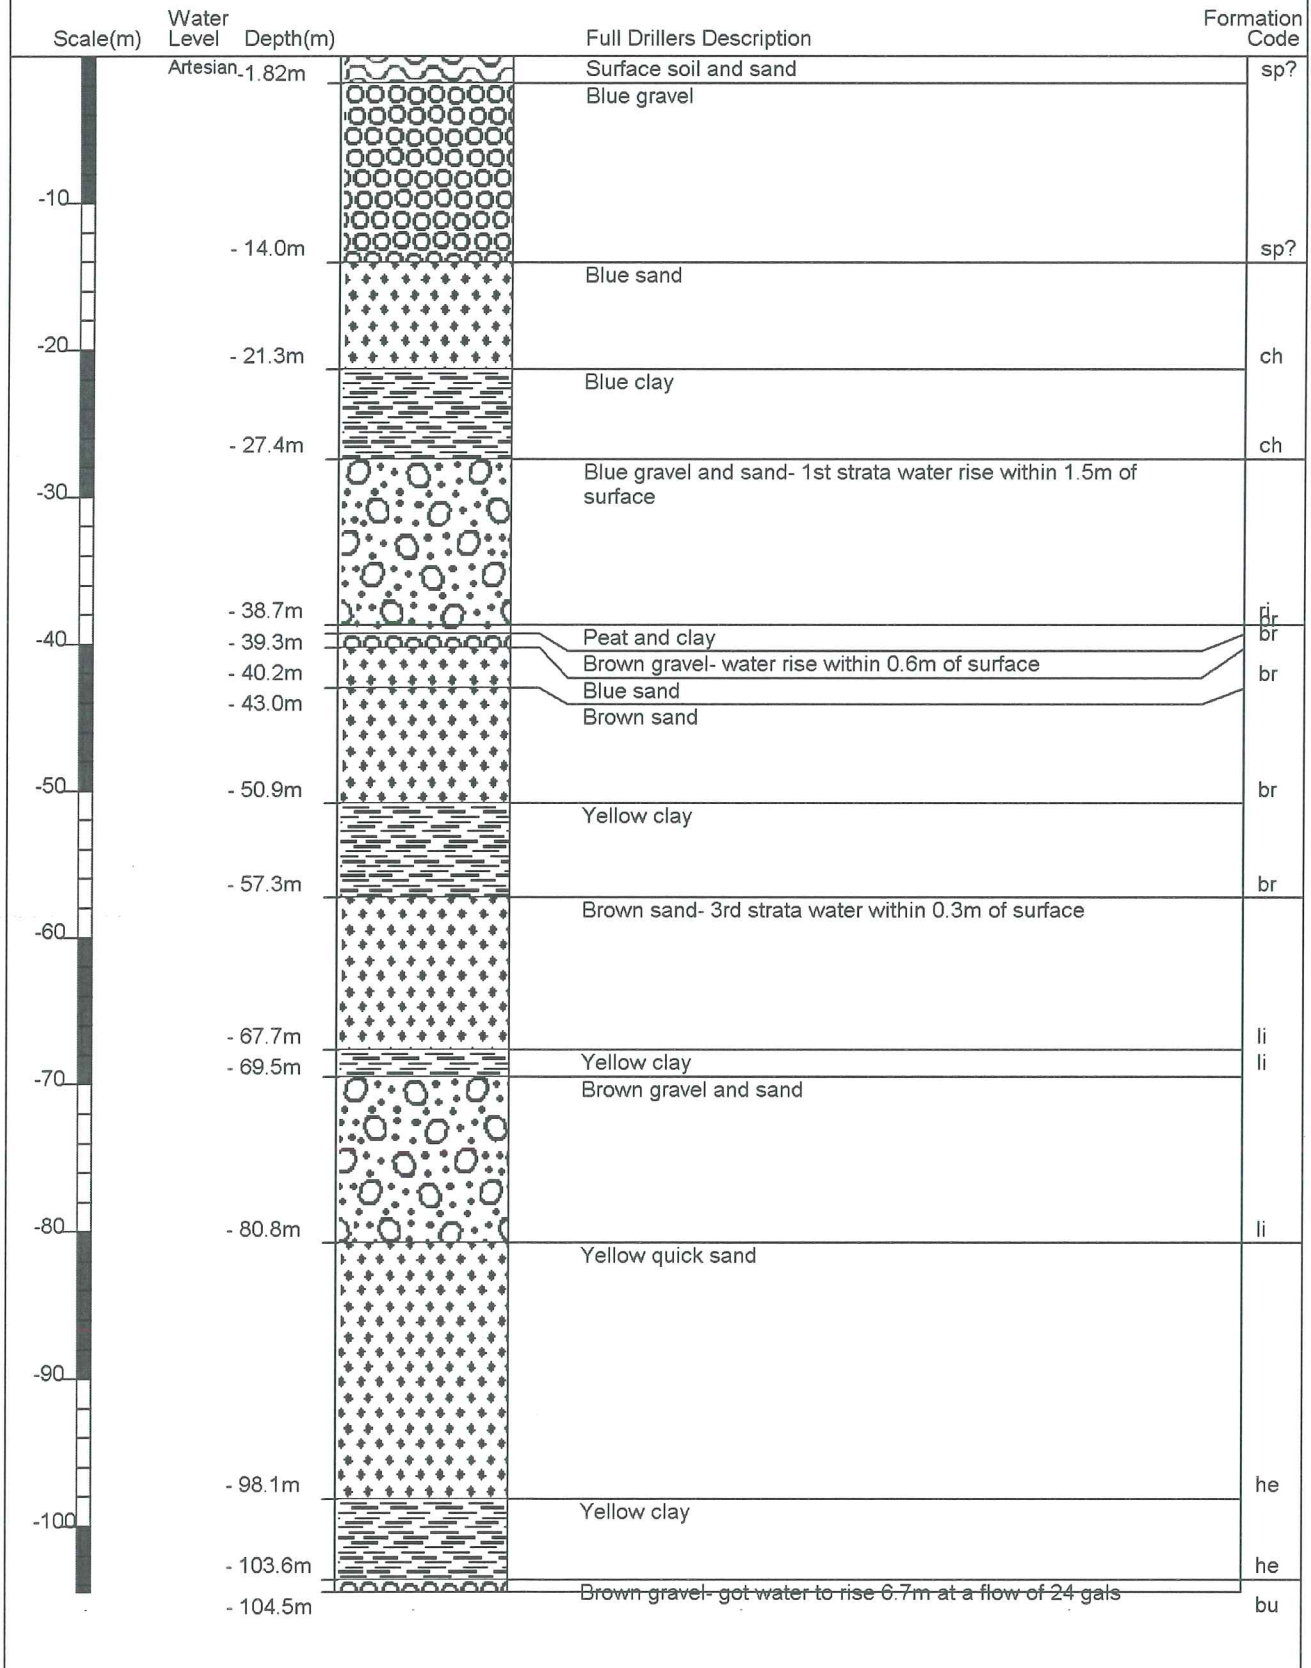 Water Formation
Scale(m) Level Depth(m) Full Drillers Description Code
Artesian -1.82m Surface soil and sand sp?
Blue gravel
-10
- 14.0m sp?
Blue sand
-20
- 21.3m ch
Blue clay
- 27.4m ch
Blue gravel and sand- 1st strata water rise within 1.5m of
surface
-30
- 38.7m ri
br
-40 - 39.3m Peat and clay br
Brown gravel- water rise within 0.6m of surface
- 40.2m br
Blue sand
- 43.0m Brown sand
-50 - 50.9m br
Yellow clay
- 57.3m br
Brown sand- 3rd strata water within 0.3m of surface
-60
- 67.7m li
- 69.5m Yellow clay li
-70
Brown gravel and sand
-80 - 80.8m li
Yellow quick sand
-90
- 98.1m he
Yellow clay
-100
- 103.6m he
Brown gravel- got water to rise 6.7m at a flow of 24 gals
- 104.5m bu